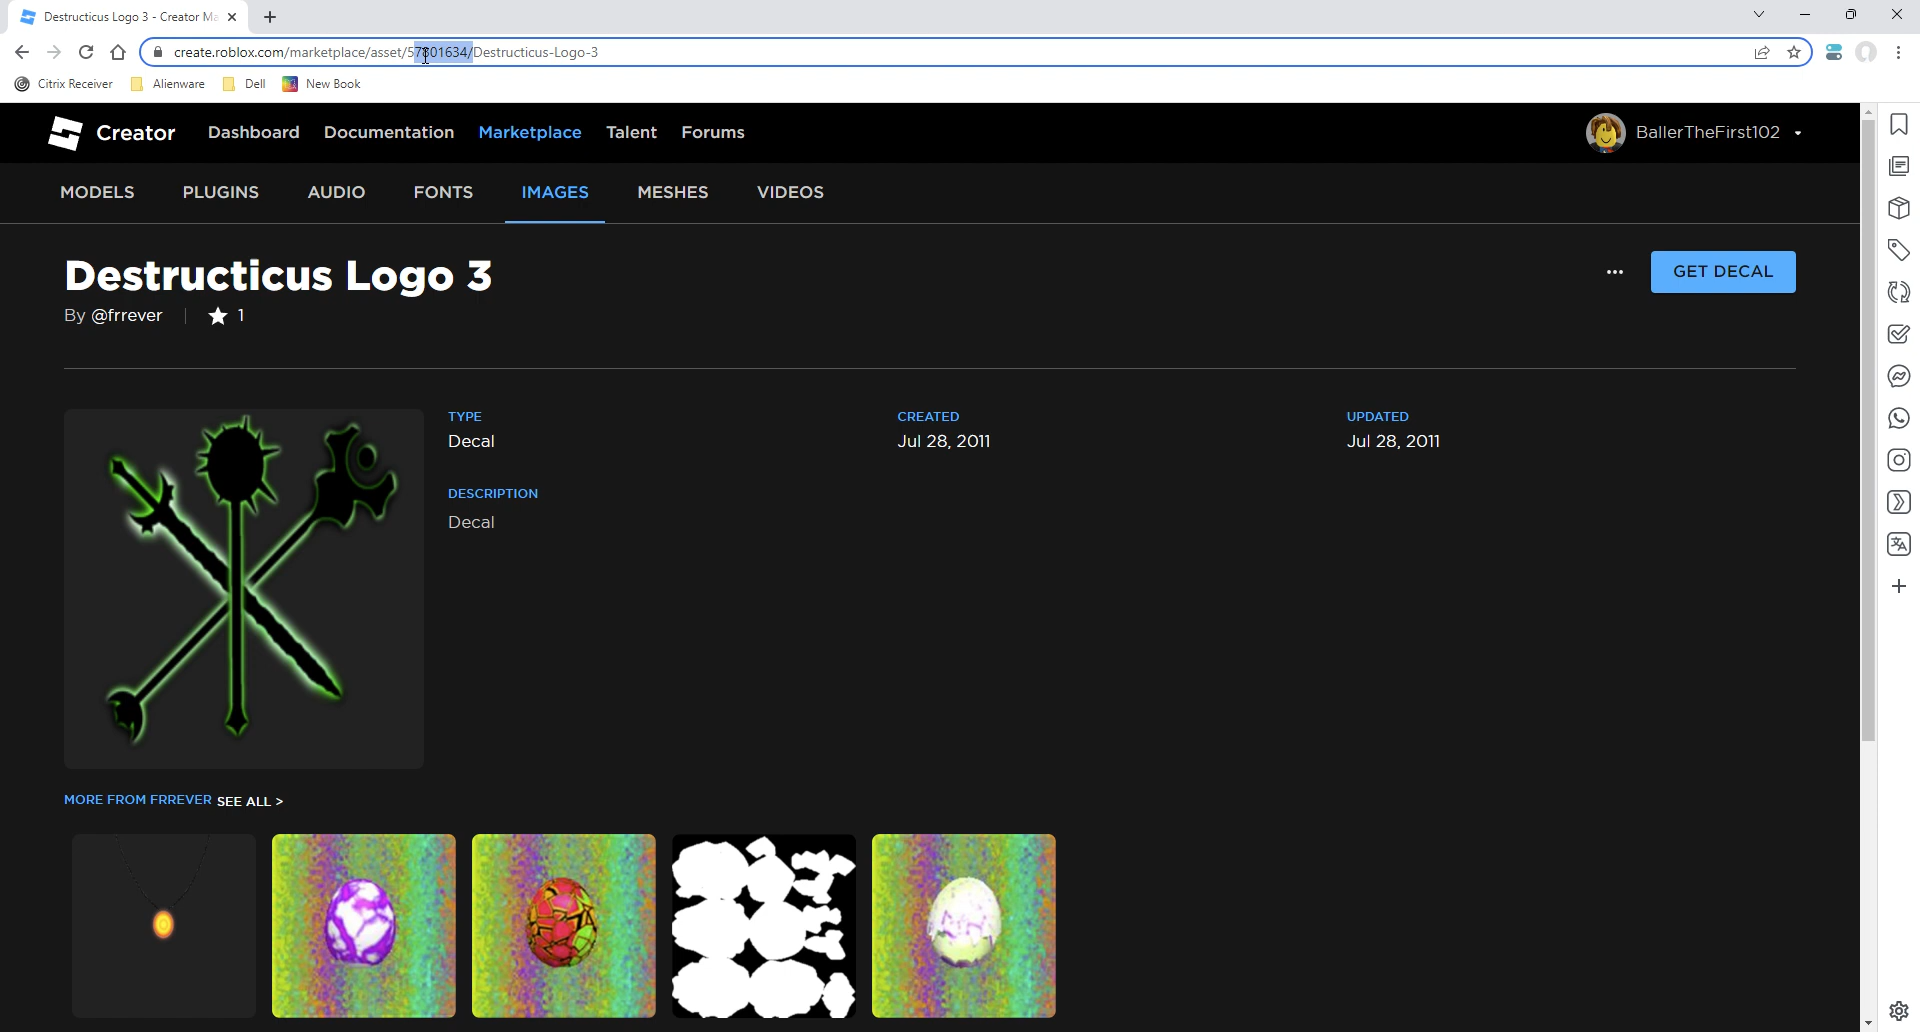 Destructicus Logo 3 - Creator Ma
create.roblox.com/marketplace/asset/57801634/Destructicus-Logo-3
Citrix Receiver Alienware Dell New Book
Creator Dashboard Documentation Marketplace Talent Forums BallerTheFirst102
MODELS PLUGINS AUDIO FONTS IMAGES MESHES VIDEOS
Destructicus Logo 3
GET DECAL
By @frrever 1
TYPE CREATED UPDATED
Decal Jul 28, 2011 Jul 28, 2011
DESCRIPTION
Decal
MORE FROM FRREVER SEE ALL >